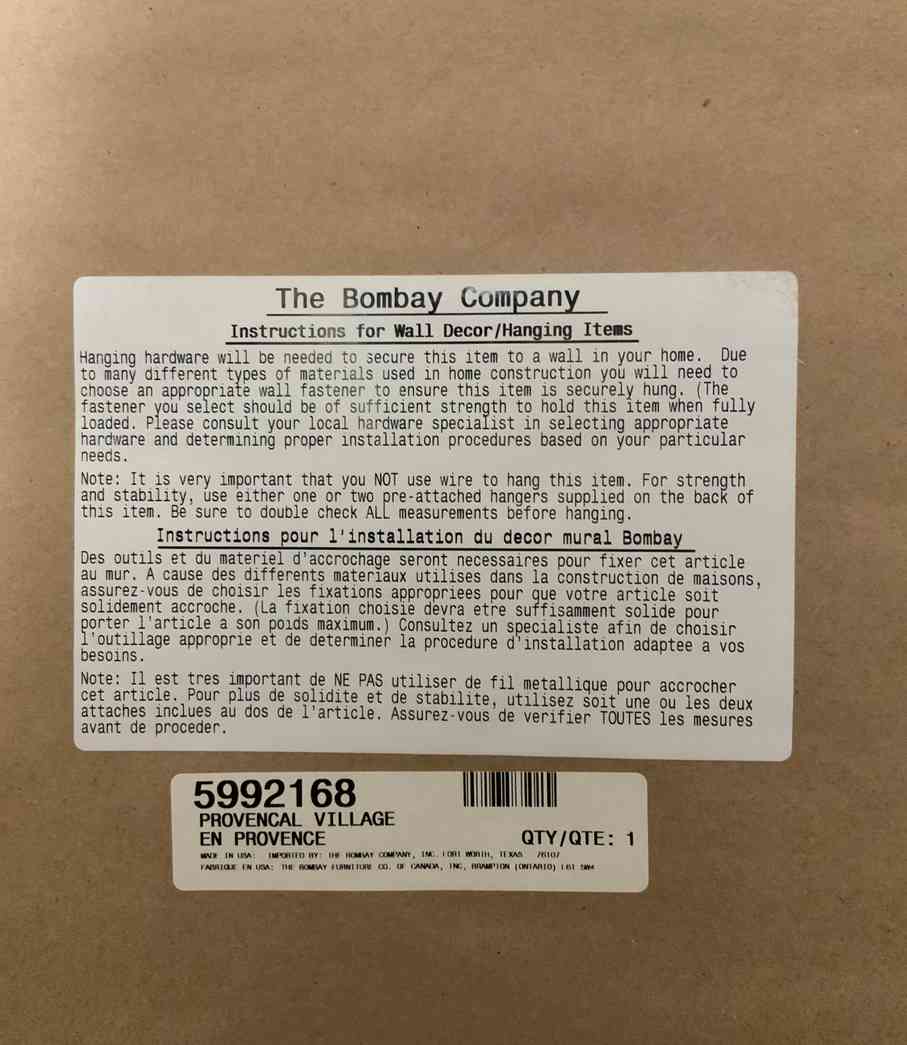 The Bombay Company
Instructions for Wall Decor/Hanging Items
Hanging hardware will be needed to secure this item to a wall in your home. Due
to many different types of materials used in home construction you will need to
choose an appropriate wall fastener to ensure this item is securely hung. (The
fastener you select should be of sufficient strength to hold this item when fully
loaded. Please consult your local hardware specialist in selecting appropriate
hardware and determining proper installation procedures based on your particular
needs.
Note: It is very important that you NOT use wire to hang this item. For strength
and stability, use either one or two pre-attached hangers supplied on the back of
this item. Be sure to double check ALL measurements before hanging.
Instructions pour l'installation du decor mural Bombay
Des outils et du materiel d'accrochage seront necessaires pour fixer cet article
au mur. A cause des differents materiaux utilises dans la construction de maisons,
assurez-vous de choisir les fixations appropriees pour que votre article soit
solidement accroche. (La fixation choisie devra etre suffisamment solide pour
porter l'article a son poids maximum.) Consultez un specialiste afin de choisir
l'outillage approprie et de determiner la procedure d'installation adaptee a vos
besoins.
Note: Il est tres important de NE PAS utiliser de fil metallique pour accrocher
cet article. Pour plus de solidite et de stabilite, utilisez soit une ou les deux
attaches inclues au dos de l'article. Assurez-vous de verifier TOUTES les mesures
avant de proceder.
5992168
PROVENCAL VILLAGE
EN PROVENCE QTY/QTE: 1
MADE IN USA: IMPORTED BY: THE BOMBAY COMPANY, INC. FORT WORTH, TEXAS 76107
FABRIQUE EN USA: THE BOMBAY FURNITURE CO. OF CANADA, INC, BRAMPTON (ONTARIO)